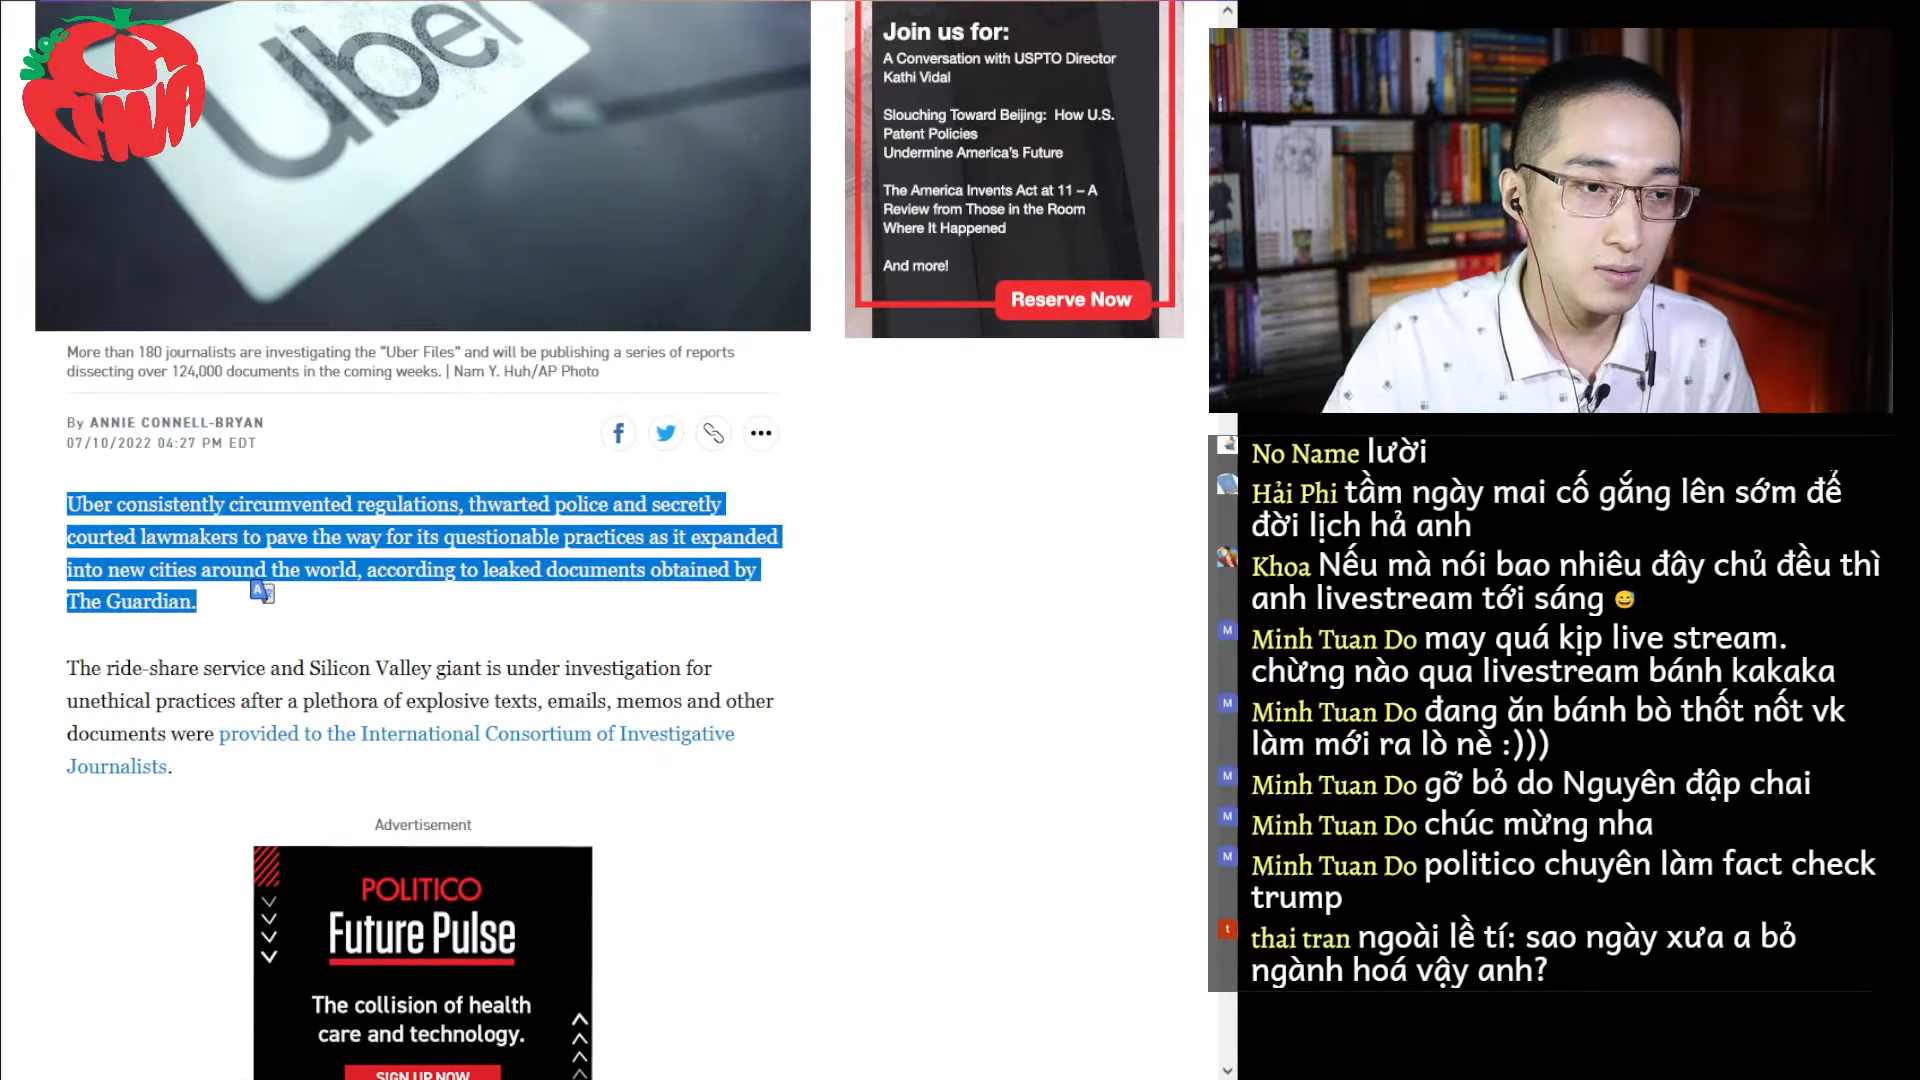 VLOG
CÀ
CHUA
Uber
More than 180 journalists are investigating the “Uber Files” and will be publishing a series of reports
dissecting over 124,000 documents in the coming weeks. | Nam Y. Huh/AP Photo
By ANNIE CONNELL-BRYAN
07/10/2022 04:27 PM EDT
Uber consistently circumvented regulations, thwarted police and secretly
courted lawmakers to pave the way for its questionable practices as it expanded
into new cities around the world, according to leaked documents obtained by
The Guardian.
The ride-share service and Silicon Valley giant is under investigation for
unethical practices after a plethora of explosive texts, emails, memos and other
documents were provided to the International Consortium of Investigative
Journalists.
Advertisement
POLITICO
Future Pulse
The collision of health
care and technology.
SIGN UP NOW
Join us for:
A Conversation with USPTO Director
Kathi Vidal
Slouching Toward Beijing: How U.S.
Patent Policies
Undermine America’s Future
The America Invents Act at 11 – A
Review from Those in the Room
Where It Happened
And more!
Reserve Now
No Name lười
Hải Phi tầm ngày mai cố gắng lên sớm để
đời lịch hả anh
Khoa Nếu mà nói bao nhiêu đây chủ đều thì
anh livestream tới sáng 😅
M
Minh Tuan Do may quá kịp live stream.
chừng nào qua livestream bánh kakaka
M
Minh Tuan Do đang ăn bánh bò thốt nốt vk
làm mới ra lò nè :)))
M
Minh Tuan Do gỡ bỏ do Nguyên đập chai
M
Minh Tuan Do chúc mừng nha
M
Minh Tuan Do politico chuyên làm fact check
trump
t
thai tran ngoài lề tí: sao ngày xưa a bỏ
ngành hoá vậy anh?